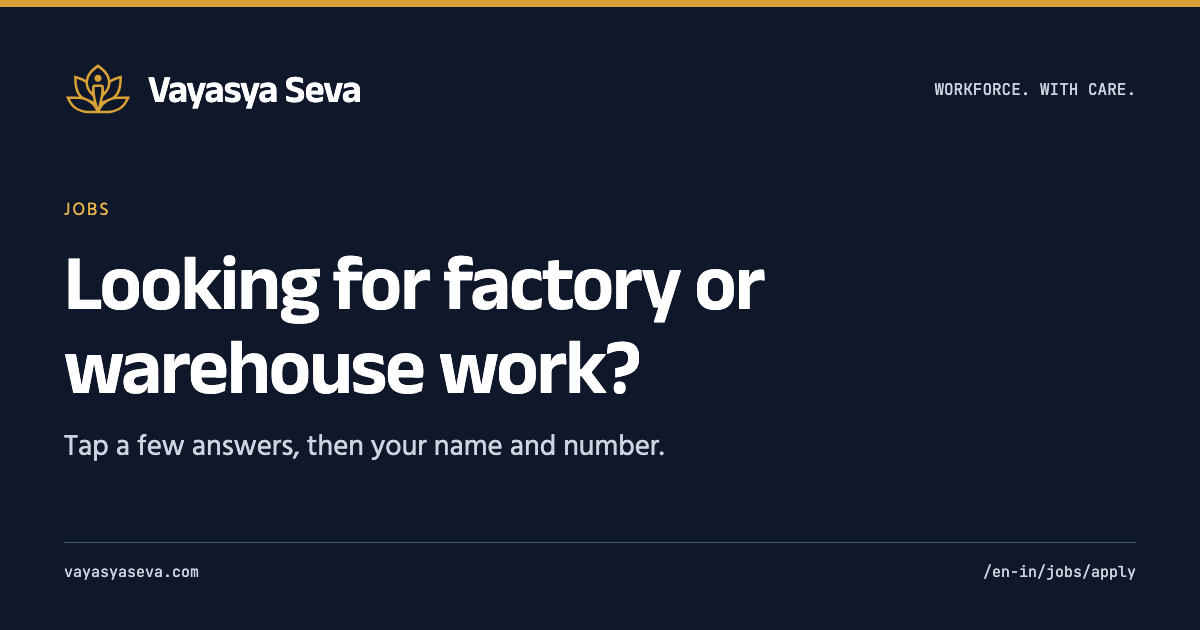 Vayasya Seva
WORKFORCE. WITH CARE.
JOBS
Looking for factory or
warehouse work?
Tap a few answers, then your name and number.
vayasyaseva.com
/en-in/jobs/apply